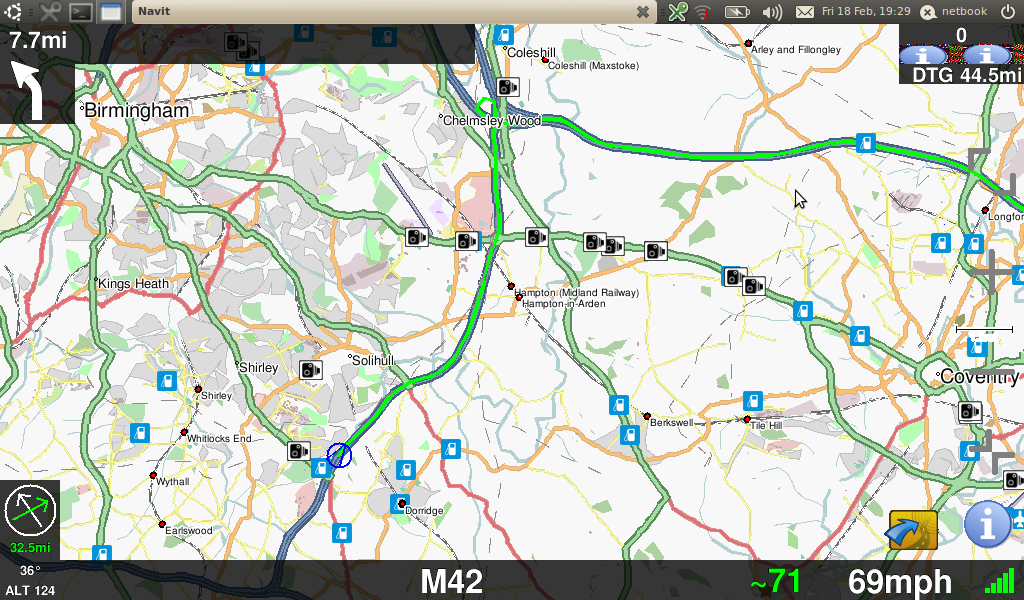 Navit
Fri 18 Feb, 19:29
netbook
7.7mi
0
DTG 44.5mi
Coleshill
Coleshill (Maxstoke)
Arley and Fillongley
Birmingham
Chelmsley Wood
Longfor
Kings Heath
Hampton (Midland Railway)
Hampton-in-Arden
Solihull
Shirley
Coventry
Shirley
Berkswell
Tile Hill
Whitlocks End
Wythall
Dorridge
Earlswood
32.5mi
36°
ALT 124
M42
~71
69mph